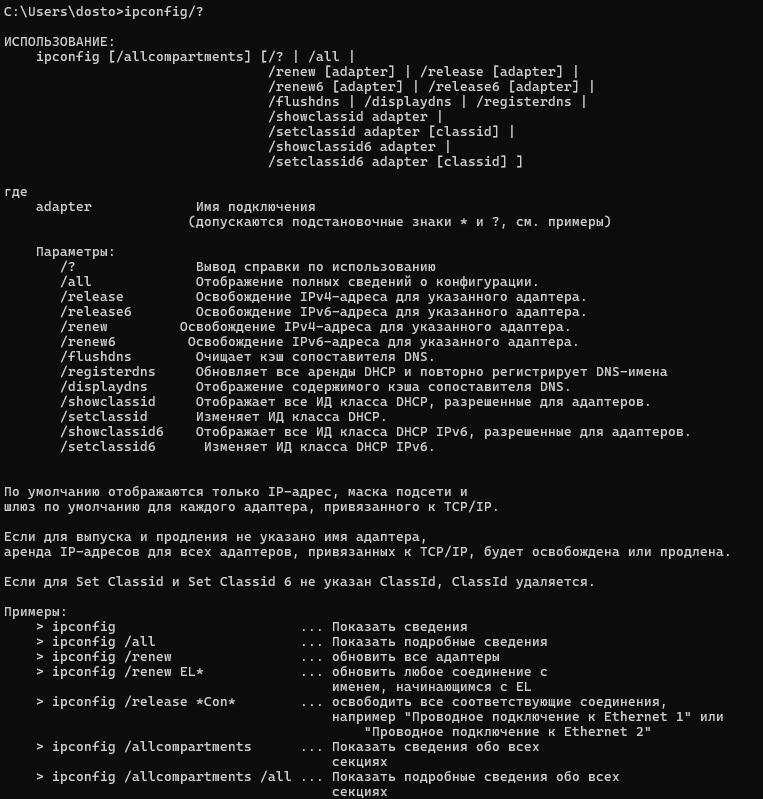 C:\Users\dosto>ipconfig/?

ИСПОЛЬЗОВАНИЕ:
    ipconfig [/allcompartments] [/? | /all |
                                 /renew [adapter] | /release [adapter] |
                                 /renew6 [adapter] | /release6 [adapter] |
                                 /flushdns | /displaydns | /registerdns |
                                 /showclassid adapter |
                                 /setclassid adapter [classid] |
                                 /showclassid6 adapter |
                                 /setclassid6 adapter [classid] ]

где
    adapter             Имя подключения
                       (допускаются подстановочные знаки * и ?, см. примеры)

    Параметры:
       /?               Вывод справки по использованию
       /all             Отображение полных сведений о конфигурации.
       /release         Освобождение IPv4-адреса для указанного адаптера.
       /release6        Освобождение IPv6-адреса для указанного адаптера.
       /renew         Освобождение IPv4-адреса для указанного адаптера.
       /renew6         Освобождение IPv6-адреса для указанного адаптера.
       /flushdns        Очищает кэш сопоставителя DNS.
       /registerdns     Обновляет все аренды DHCP и повторно регистрирует DNS-имена
       /displaydns      Отображение содержимого кэша сопоставителя DNS.
       /showclassid     Отображает все ИД класса DHCP, разрешенные для адаптеров.
       /setclassid      Изменяет ИД класса DHCP.
       /showclassid6    Отображает все ИД класса DHCP IPv6, разрешенные для адаптеров.
       /setclassid6      Изменяет ИД класса DHCP IPv6.

По умолчанию отображаются только IP-адрес, маска подсети и
шлюз по умолчанию для каждого адаптера, привязанного к TCP/IP.

Если для выпуска и продления не указано имя адаптера,
аренда IP-адресов для всех адаптеров, привязанных к TCP/IP, будет освобождена или продлена.

Если для Set Classid и Set Classid 6 не указан ClassId, ClassId удаляется.

Примеры:
    > ipconfig                       ... Показать сведения
    > ipconfig /all                  ... Показать подробные сведения
    > ipconfig /renew                ... обновить все адаптеры
    > ipconfig /renew EL*            ... обновить любое соединение с
                                         именем, начинающимся с EL
    > ipconfig /release *Con*        ... освободить все соответствующие соединения,
                                         например "Проводное подключение к Ethernet 1" или
                                             "Проводное подключение к Ethernet 2"
    > ipconfig /allcompartments      ... Показать сведения обо всех
                                         секциях
    > ipconfig /allcompartments /all ... Показать подробные сведения обо всех
                                         секциях